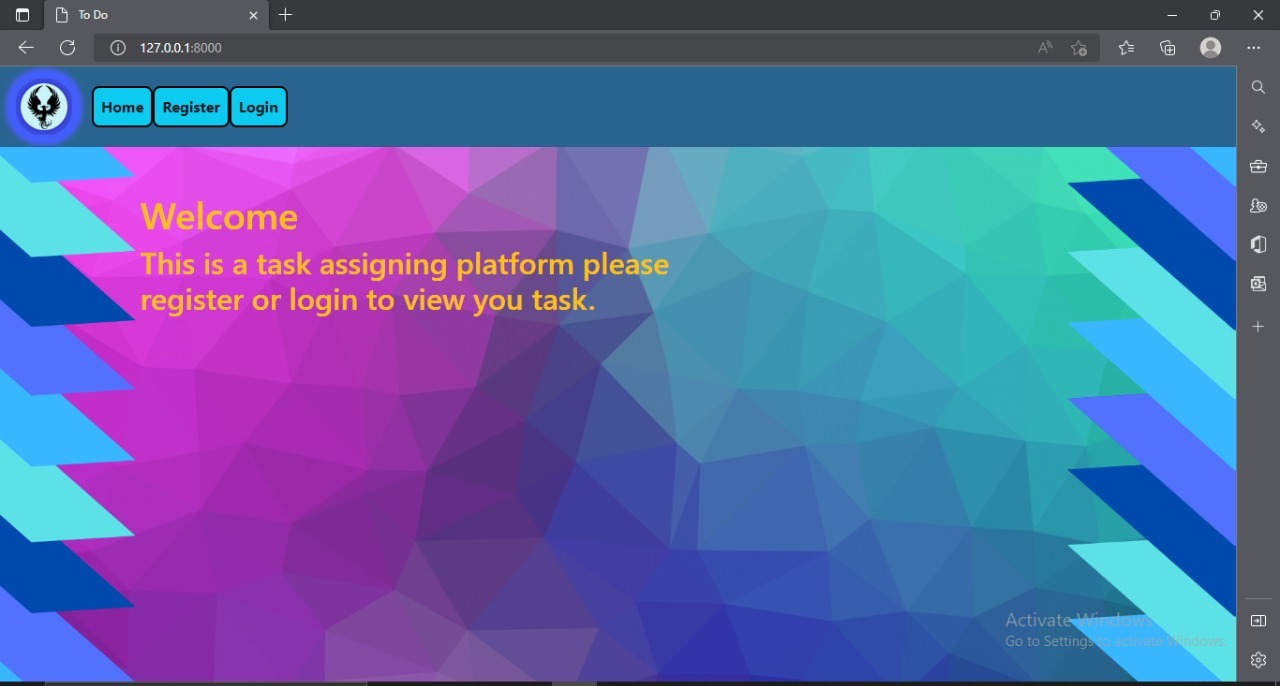 To Do
127.0.0.1:8000
Home Register Login
Welcome
This is a task assigning platform please
register or login to view you task.
Activate Windows
Go to Settings to activate Windows.